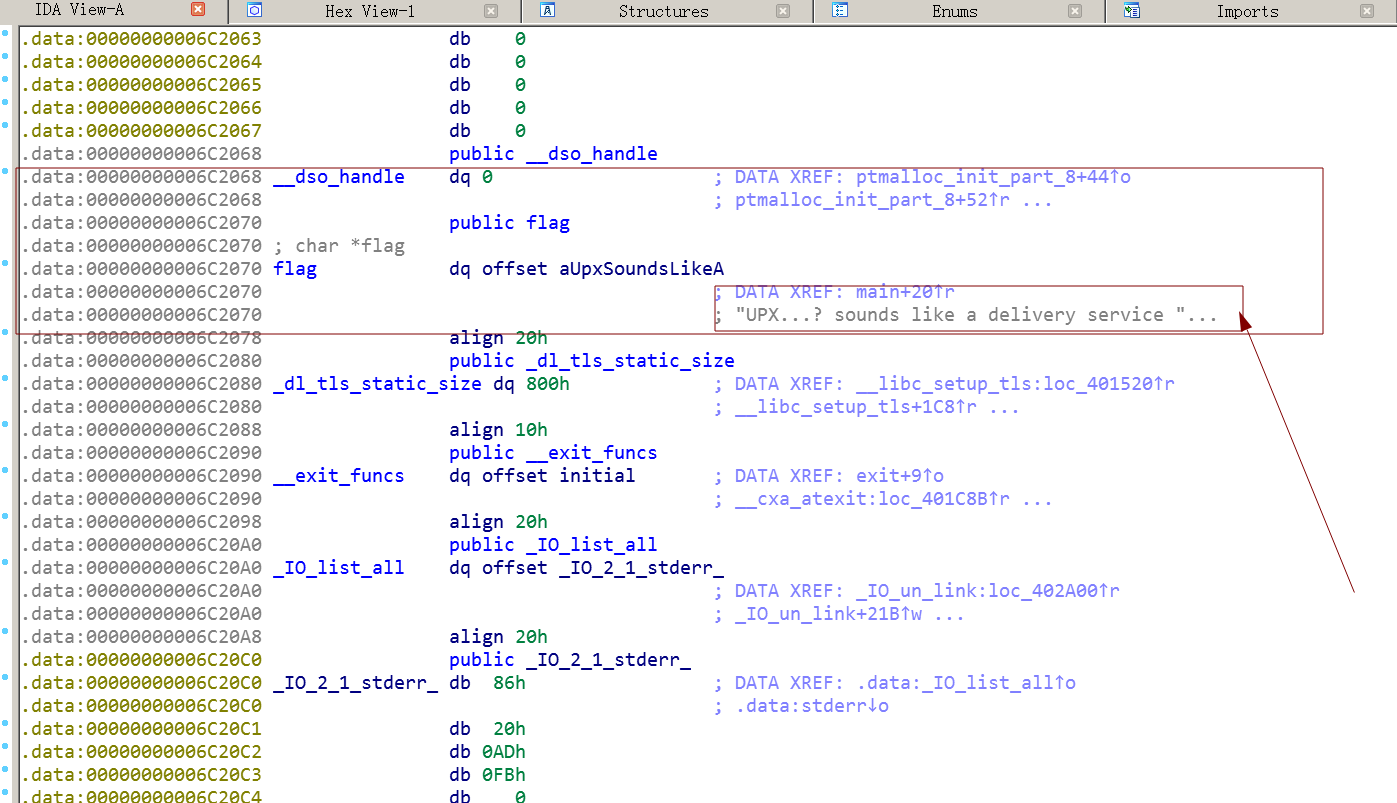 IDA View-A Hex View-1 Structures Enums Imports
.data:00000000006C2063 db 0
.data:00000000006C2064 db 0
.data:00000000006C2065 db 0
.data:00000000006C2066 db 0
.data:00000000006C2067 db 0
.data:00000000006C2068 public __dso_handle
.data:00000000006C2068 __dso_handle dq 0 ; DATA XREF: ptmalloc_init_part_8+44↑o
.data:00000000006C2068 ; ptmalloc_init_part_8+52↑r ...
.data:00000000006C2070 public flag
.data:00000000006C2070 ; char *flag
.data:00000000006C2070 flag dq offset aUpxSoundsLikeA
.data:00000000006C2070 ; DATA XREF: main+20↑r
.data:00000000006C2070 ; "UPX...? sounds like a delivery service "...
.data:00000000006C2078 align 20h
.data:00000000006C2080 public _dl_tls_static_size
.data:00000000006C2080 _dl_tls_static_size dq 800h ; DATA XREF: __libc_setup_tls:loc_401520↑r
.data:00000000006C2080 ; __libc_setup_tls+1C8↑r ...
.data:00000000006C2088 align 10h
.data:00000000006C2090 public __exit_funcs
.data:00000000006C2090 __exit_funcs dq offset initial ; DATA XREF: exit+9↑o
.data:00000000006C2090 ; __cxa_atexit:loc_401C8B↑r ...
.data:00000000006C2098 align 20h
.data:00000000006C20A0 public _IO_list_all
.data:00000000006C20A0 _IO_list_all dq offset _IO_2_1_stderr_
.data:00000000006C20A0 ; DATA XREF: _IO_un_link:loc_402A00↑r
.data:00000000006C20A0 ; _IO_un_link+21B↑w ...
.data:00000000006C20A8 align 20h
.data:00000000006C20C0 public _IO_2_1_stderr_
.data:00000000006C20C0 _IO_2_1_stderr_ db 86h ; DATA XREF: .data:_IO_list_all↑o
.data:00000000006C20C0 ; .data:stderr↓o
.data:00000000006C20C1 db 20h
.data:00000000006C20C2 db 0ADh
.data:00000000006C20C3 db 0FBh
.data:00000000006C20C4 db 0